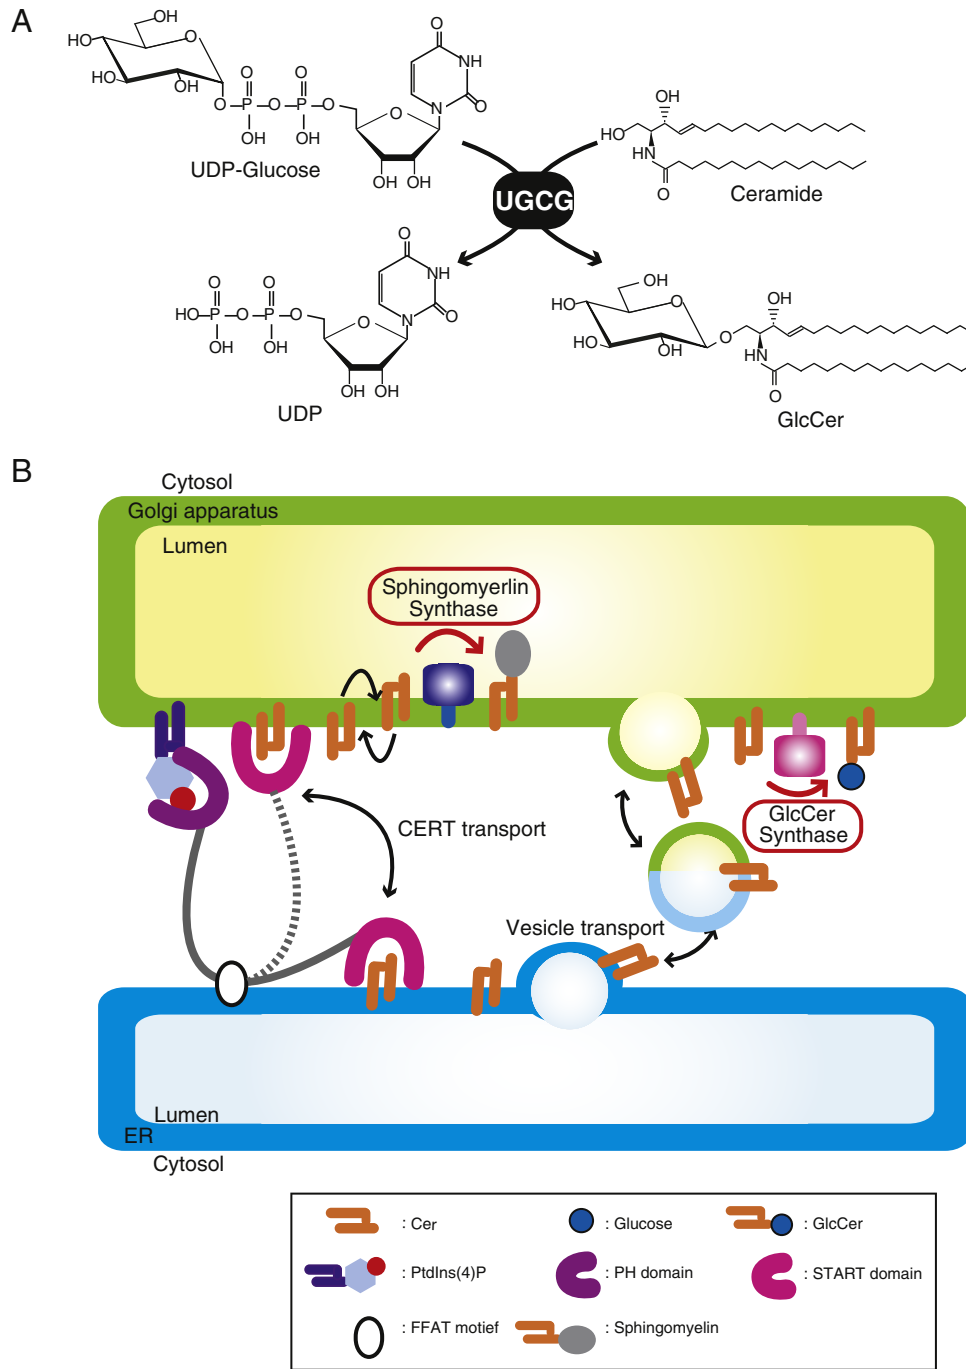 A
OH
HO
O
HO
OH
O
O
O
P
O
P
O
OH
OH
O
O
NH
N
O
OH
OH
UDP-Glucose
OH
HO
HN
O
Ceramide
UGCG
O
O
HO
P
O
P
O
OH
OH
O
O
NH
N
O
OH
OH
UDP
OH
HO
O
HO
OH
O
OH
HN
O
GlcCer
B
Cytosol
Golgi apparatus
Lumen
Sphingomyerlin
Synthase
GlcCer
Synthase
CERT transport
Vesicle transport
Lumen
ER
Cytosol
: Cer
: Glucose
: GlcCer
: PtdIns(4)P
: PH domain
: START domain
: FFAT motief
: Sphingomyelin